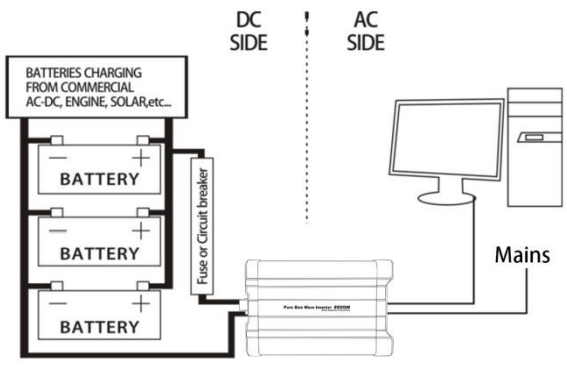 DC
SIDE
AC
SIDE
BATTERIES CHARGING
FROM COMMERCIAL
AC-DC, ENGINE, SOLAR,etc...
— +
BATTERY
Fuse or Circuit breaker
— +
BATTERY
Mains
— +
BATTERY
Pure Sine Wave Inverter